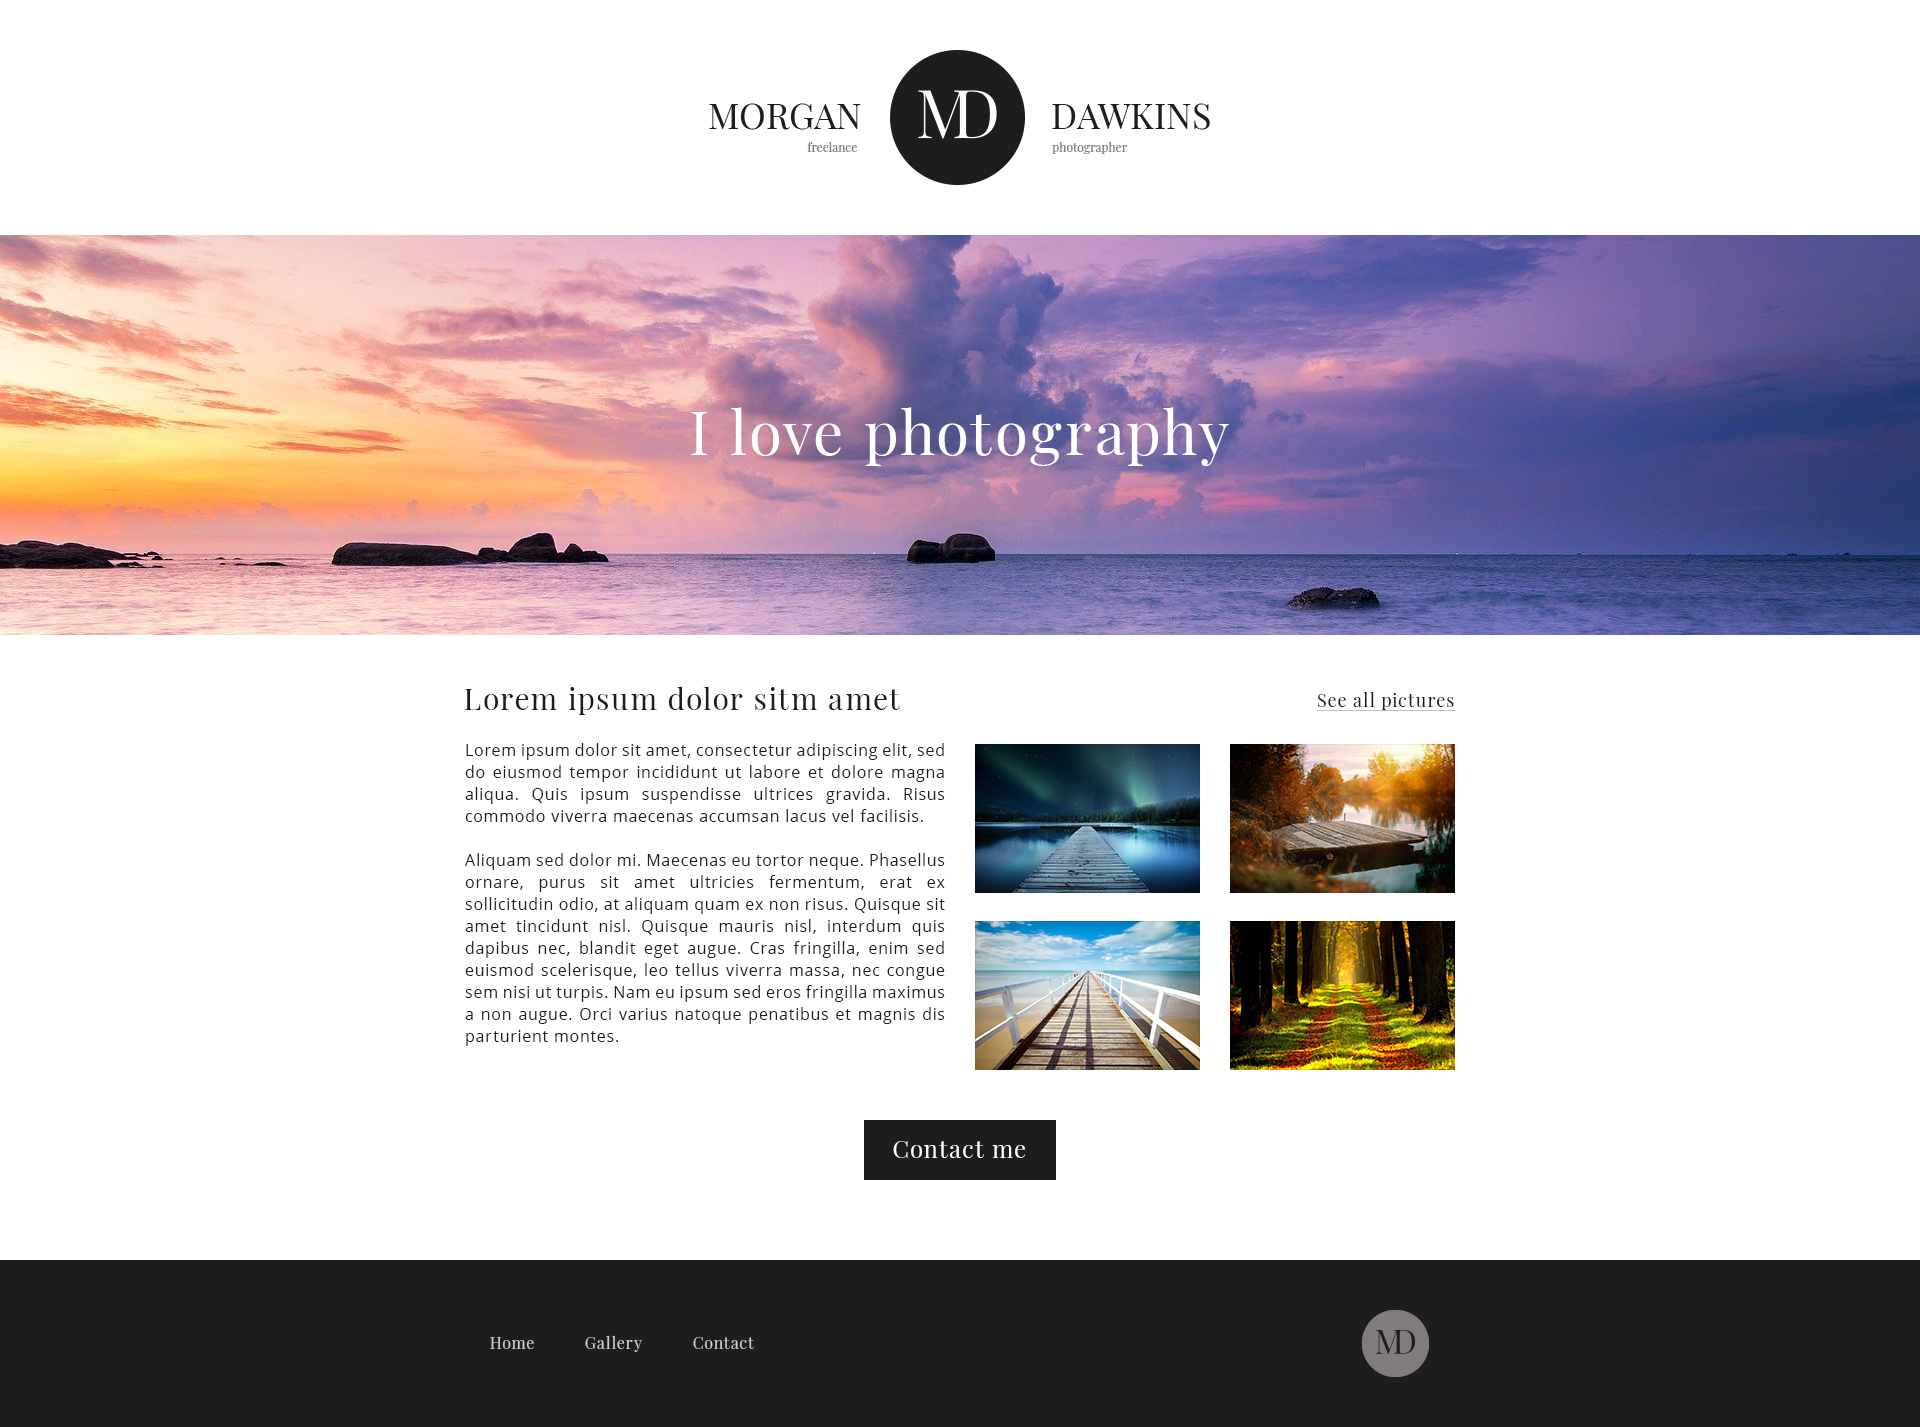 MORGAN MD DAWKINS
freelance photographer
I love photography
Lorem ipsum dolor sitm amet
See all pictures
Lorem ipsum dolor sit amet, consectetur adipiscing elit, sed
do eiusmod tempor incididunt ut labore et dolore magna
aliqua. Quis ipsum suspendisse ultrices gravida. Risus
commodo viverra maecenas accumsan lacus vel facilisis.
Aliquam sed dolor mi. Maecenas eu tortor neque. Phasellus
ornare, purus sit amet ultricies fermentum, erat ex
sollicitudin odio, at aliquam quam ex non risus. Quisque sit
amet tincidunt nisl. Quisque mauris nisl, interdum quis
dapibus nec, blandit eget augue. Cras fringilla, enim sed
euismod scelerisque, leo tellus viverra massa, nec congue
sem nisi ut turpis. Nam eu ipsum sed eros fringilla maximus
a non augue. Orci varius natoque penatibus et magnis dis
parturient montes.
Contact me
Home Gallery Contact MD